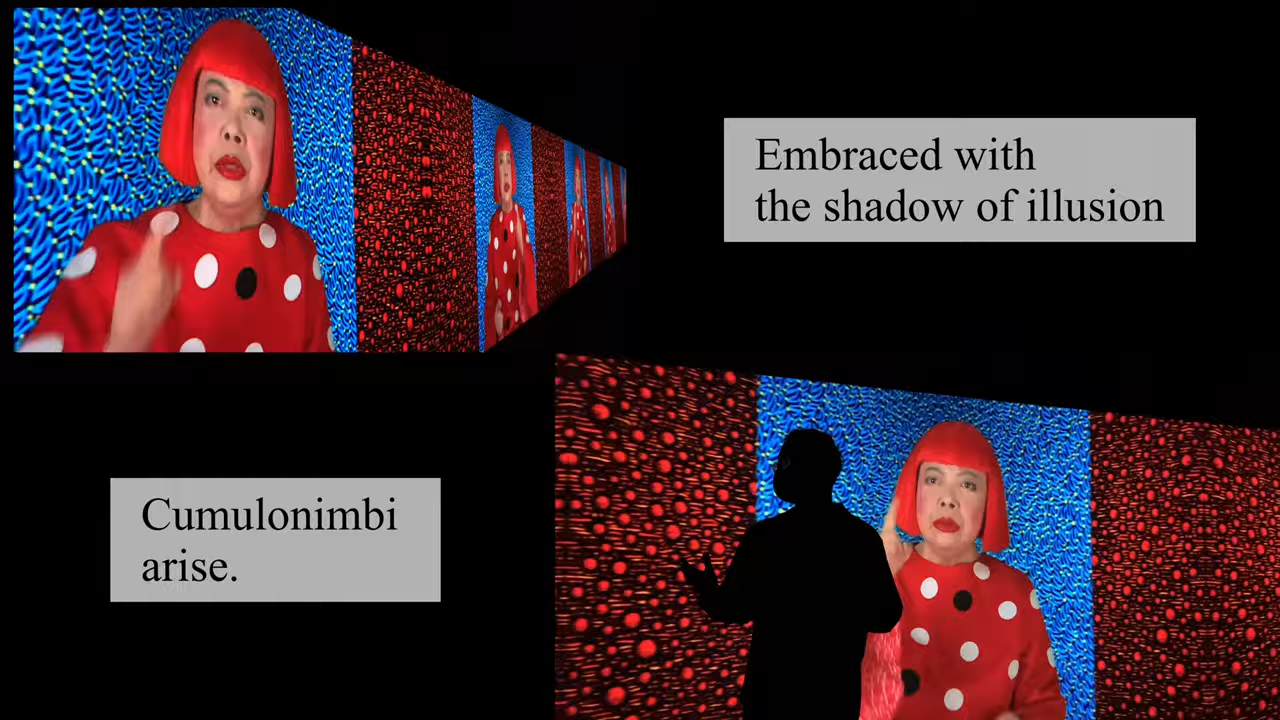 Embraced with
the shadow of illusion
Cumulonimbi
arise.